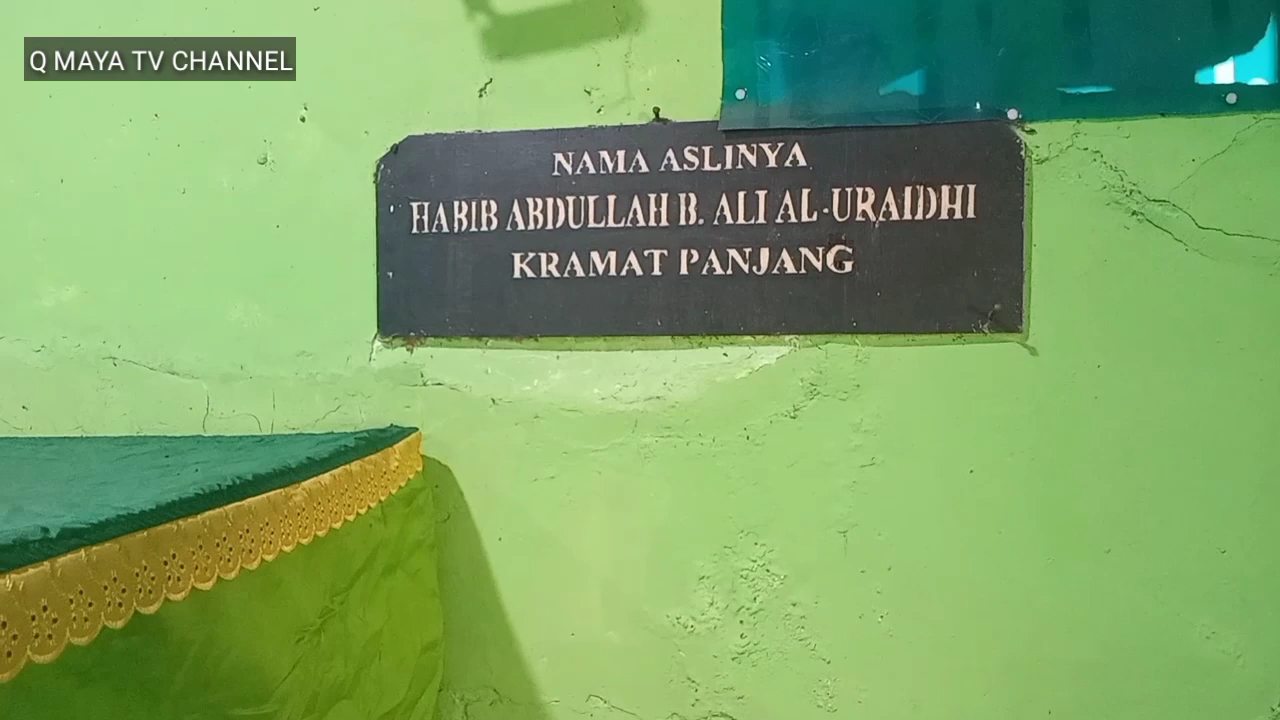 Q MAYA TV CHANNEL
NAMA ASLINYA
HABIB ABDULLAH B. ALI AL-URAIDHI
KRAMAT PANJANG